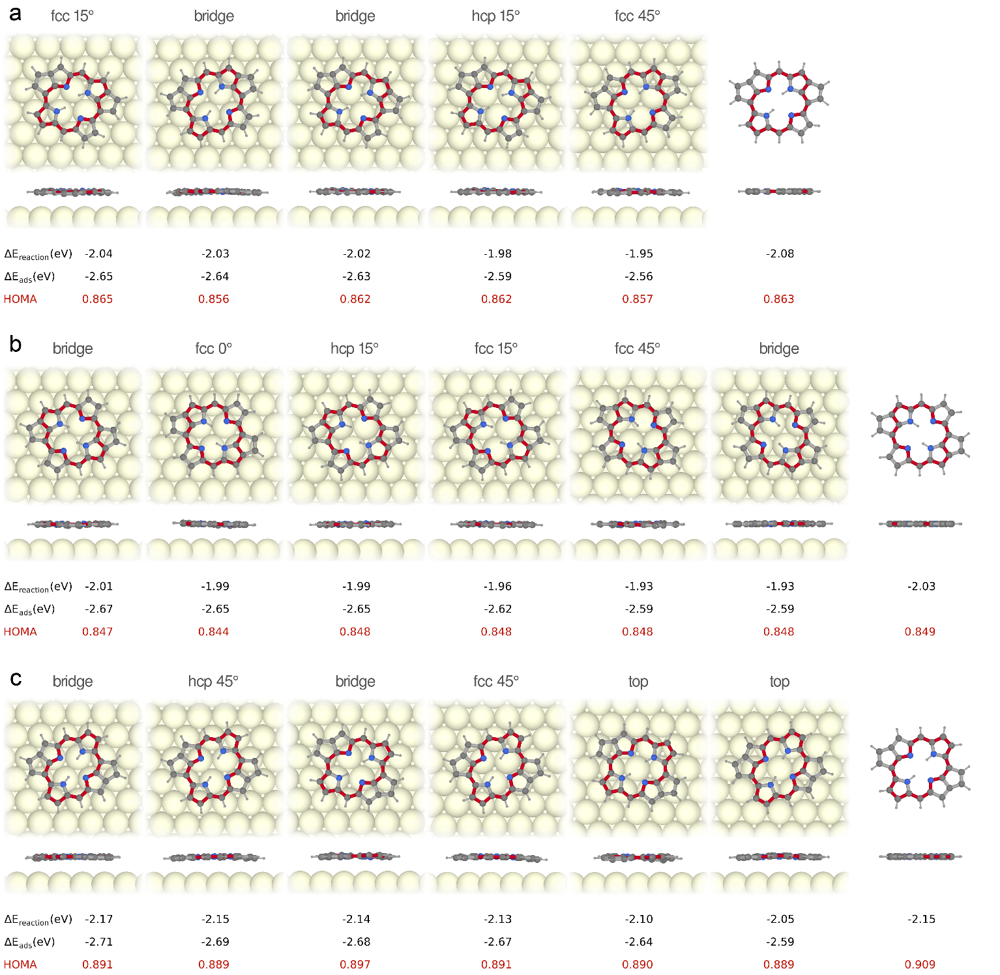 a
fcc 15° bridge bridge hcp 15° fcc 45°
ΔEreaction(eV) -2.04 -2.03 -2.02 -1.98 -1.95 -2.08
ΔEads(eV) -2.65 -2.64 -2.63 -2.59 -2.56
HOMA 0.865 0.856 0.862 0.862 0.857 0.863
b
bridge fcc 0° hcp 15° fcc 15° fcc 45° bridge
ΔEreaction(eV) -2.01 -1.99 -1.99 -1.96 -1.93 -1.93 -2.03
ΔEads(eV) -2.67 -2.65 -2.65 -2.62 -2.59 -2.59
HOMA 0.847 0.844 0.848 0.848 0.848 0.848 0.849
c
bridge hcp 45° bridge fcc 45° top top
ΔEreaction(eV) -2.17 -2.15 -2.14 -2.13 -2.10 -2.05 -2.15
ΔEads(eV) -2.71 -2.69 -2.68 -2.67 -2.64 -2.59
HOMA 0.891 0.889 0.897 0.891 0.890 0.889 0.909